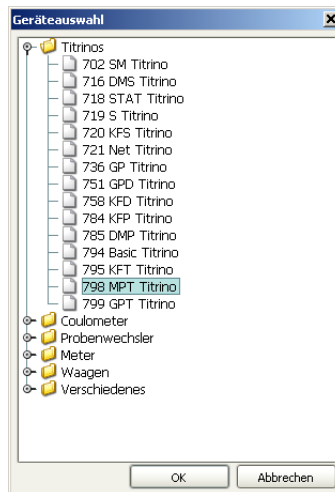 Geräteauswahl
Titrinos
702 SM Titrino
716 DMS Titrino
718 STAT Titrino
719 S Titrino
720 KFS Titrino
721 Net Titrino
736 GP Titrino
751 GPD Titrino
758 KFD Titrino
784 KFP Titrino
785 DMP Titrino
794 Basic Titrino
795 KFT Titrino
798 MPT Titrino
799 GPT Titrino
Coulometer
Probenwechsler
Meter
Waagen
Verschiedenes
OK
Abbrechen